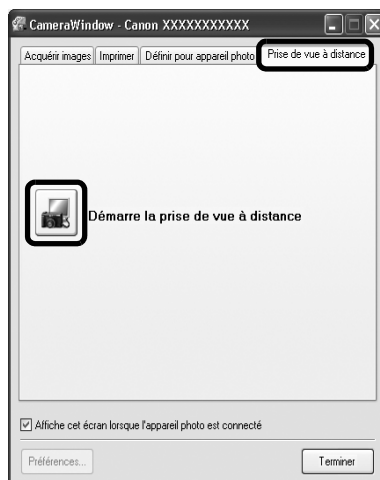 CameraWindow - Canon XXXXXXXXXXX
Acquérir images Imprimer Définir pour appareil photo Prise de vue à distance
Démarre la prise de vue à distance
Affiche cet écran lorsque l'appareil photo est connecté
Préférences... Terminer